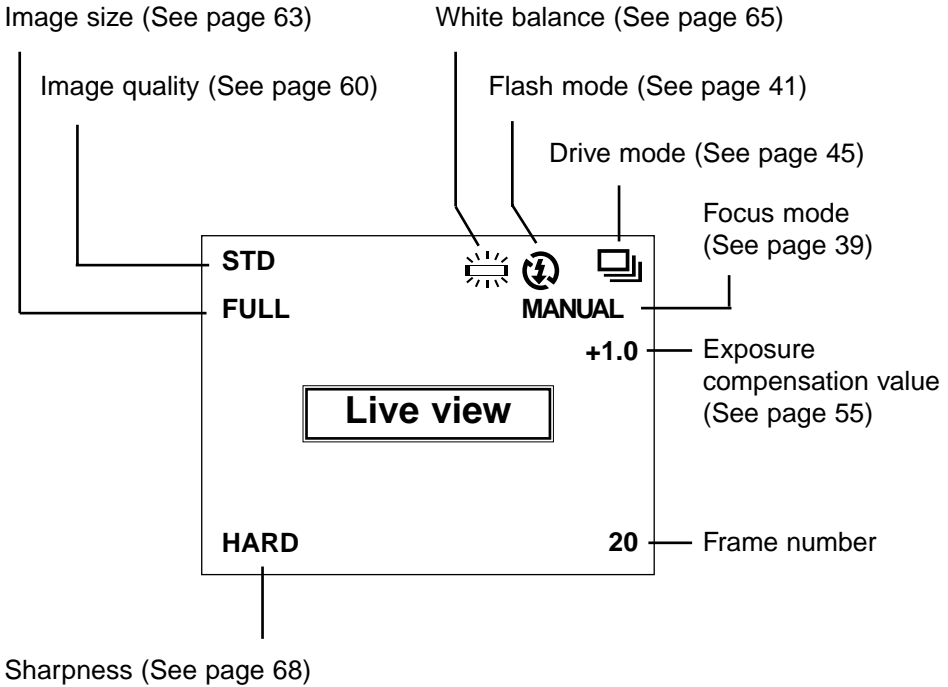 Image size (See page 63)
White balance (See page 65)
Image quality (See page 60)
Flash mode (See page 41)
Drive mode (See page 45)
Focus mode
(See page 39)
STD
FULL
MANUAL
+1.0
Exposure
compensation value
(See page 55)
Live view
HARD
20
Frame number
Sharpness (See page 68)